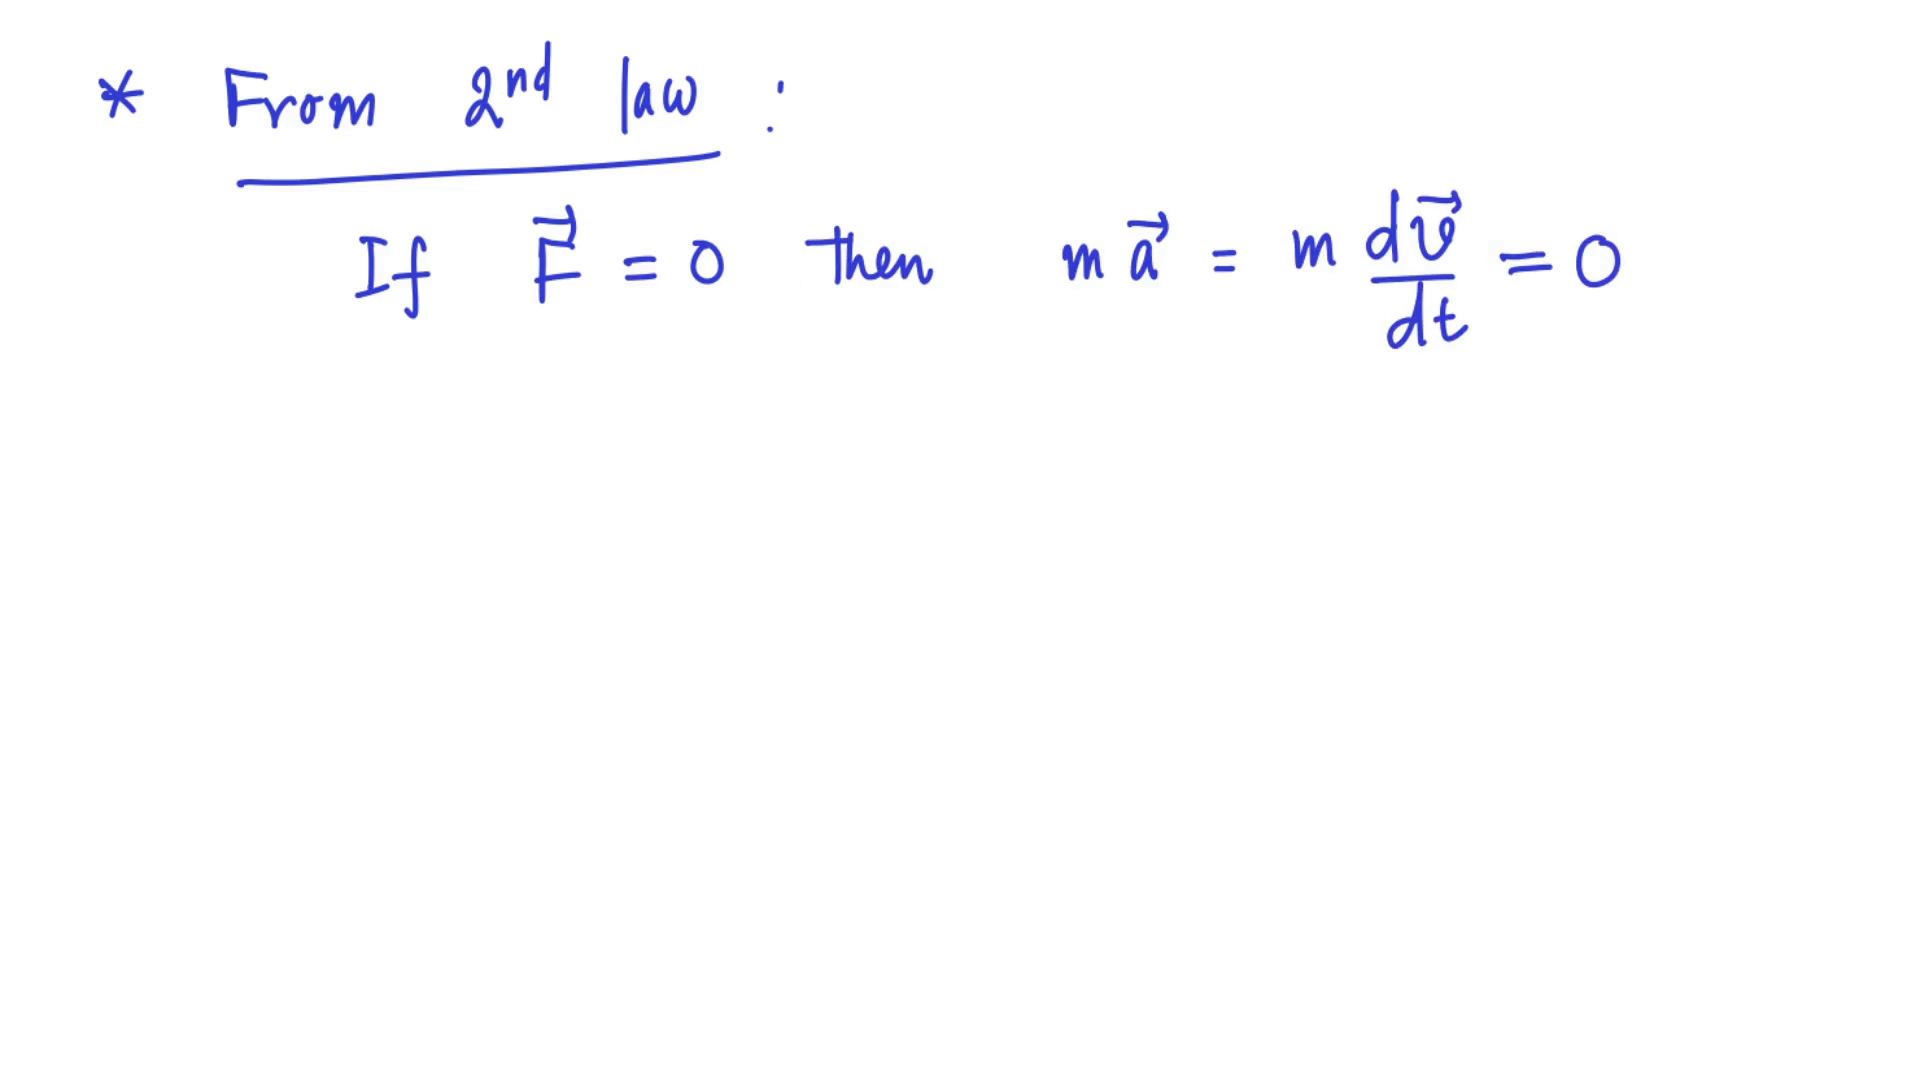 * From 2nd law :
If F⃗ = 0 then m a⃗ = m dv⃗/dt = 0